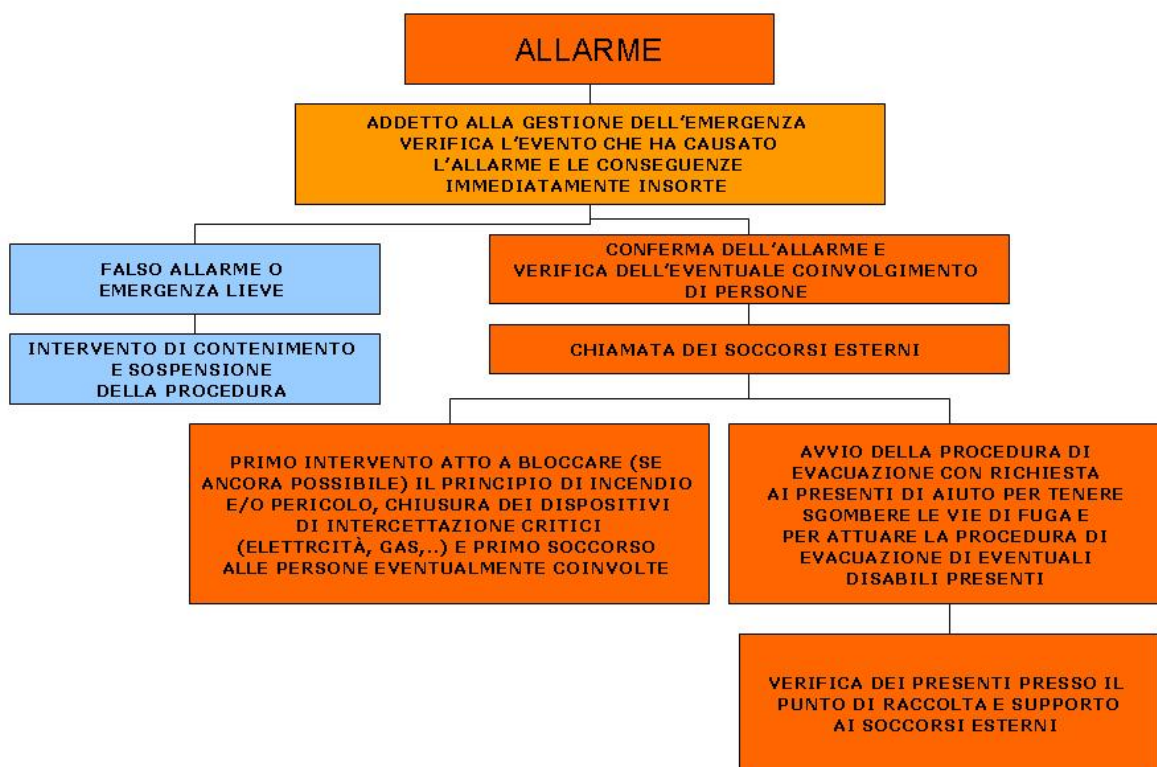 ALLARME
ADDETTO ALLA GESTIONE DELL'EMERGENZA
VERIFICA L'EVENTO CHE HA CAUSATO
L'ALLARME E LE CONSEGUENZE
IMMEDIATAMENTE INSORTE
FALSO ALLARME O
EMERGENZA LIEVE
INTERVENTO DI CONTENIMENTO
E SOSPENSIONE
DELLA PROCEDURA
CONFERMA DELL'ALLARME E
VERIFICA DELL'EVENTUALE COINVOLGIMENTO
DI PERSONE
CHIAMATA DEI SOCCORSI ESTERNI
PRIMO INTERVENTO ATTO A BLOCCARE (SE
ANCORA POSSIBILE) IL PRINCIPIO DI INCENDIO
E/O PERICOLO, CHIUSURA DEI DISPOSITIVI
DI INTERCETTAZIONE CRITICI
(ELETTRCITÀ, GAS,..) E PRIMO SOCCORSO
ALLE PERSONE EVENTUALMENTE COINVOLTE
AVVIO DELLA PROCEDURA DI
EVACUAZIONE CON RICHIESTA
AI PRESENTI DI AIUTO PER TENERE
SGOMBERE LE VIE DI FUGA E
PER ATTUARE LA PROCEDURA DI
EVACUAZIONE DI EVENTUALI
DISABILI PRESENTI
VERIFICA DEI PRESENTI PRESSO IL
PUNTO DI RACCOLTA E SUPPORTO
AI SOCCORSI ESTERNI